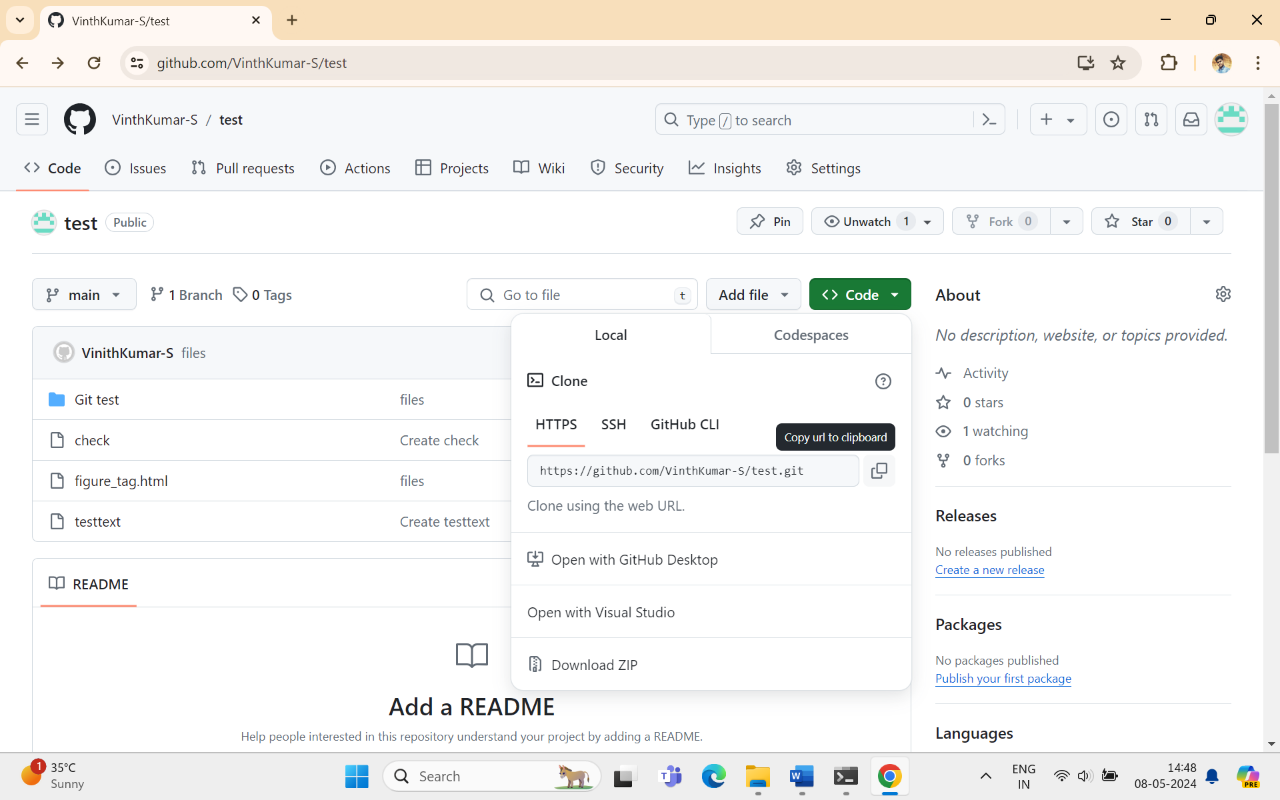 VinthKumar-S/test
github.com/VinthKumar-S/test
VinthKumar-S / test
Type / to search
Code
Issues
Pull requests
Actions
Projects
Wiki
Security
Insights
Settings
test Public
Pin
Unwatch 1
Fork 0
Star 0
main
1 Branch
0 Tags
Go to file t
Add file
Code
Local
Codespaces
Clone
HTTPS
SSH
GitHub CLI
Copy url to clipboard
https://github.com/VinthKumar-S/test.git
Clone using the web URL.
Open with GitHub Desktop
Open with Visual Studio
Download ZIP
VinithKumar-S files
Git test files
check Create check
figure_tag.html files
testtext Create testtext
README
Add a README
Help people interested in this repository understand your project by adding a README.
About
No description, website, or topics provided.
Activity
0 stars
1 watching
0 forks
Releases
No releases published
Create a new release
Packages
No packages published
Publish your first package
Languages
1
35°C
Sunny
Search
ENG
IN
14:48
08-05-2024
PRE